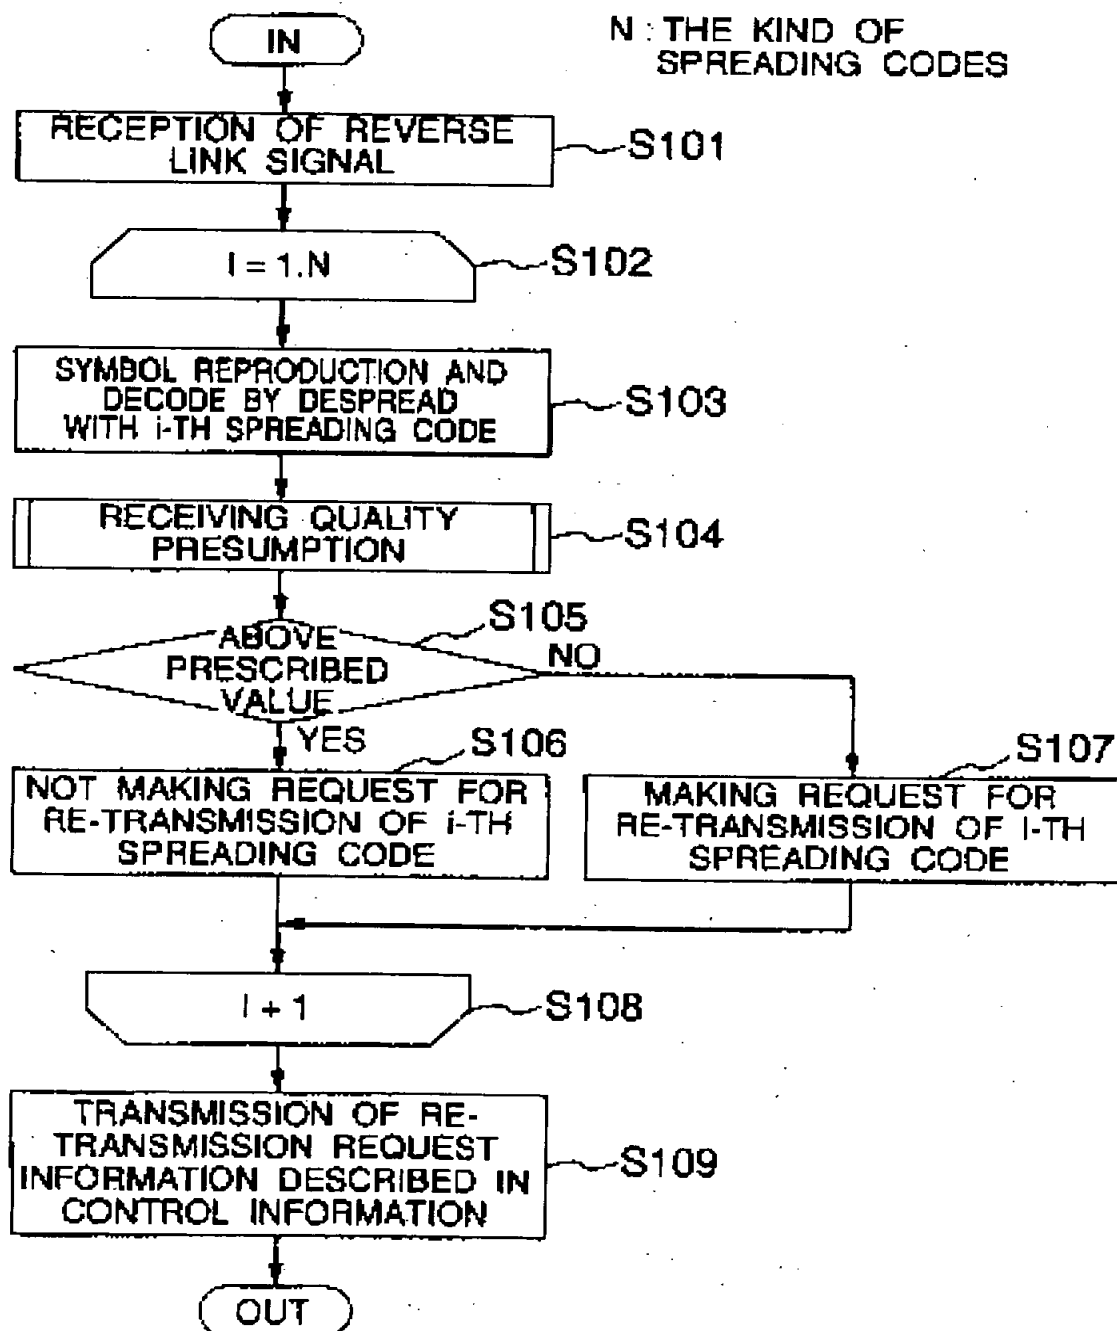 IN
N : THE KIND OF
SPREADING CODES
RECEPTION OF REVERSE
LINK SIGNAL
S101
I = 1.N
S102
SYMBOL REPRODUCTION AND
DECODE BY DESPREAD
WITH i-TH SPREADING CODE
S103
RECEIVING QUALITY
PRESUMPTION
S104
S105
ABOVE
PRESCRIBED
VALUE
NO
YES
S106
NOT MAKING REQUEST FOR
RE-TRANSMISSION OF i-TH
SPREADING CODE
S107
MAKING REQUEST FOR
RE-TRANSMISSION OF I-TH
SPREADING CODE
I + 1
S108
TRANSMISSION OF RE-
TRANSMISSION REQUEST
INFORMATION DESCRIBED IN
CONTROL INFORMATION
S109
OUT